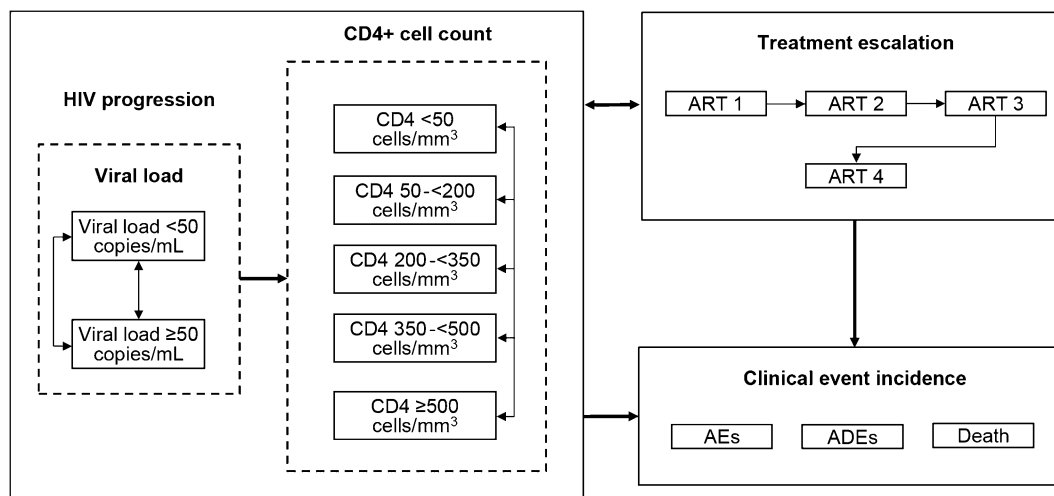 HIV progression
Viral load
Viral load <50
copies/mL
Viral load ≥50
copies/mL
CD4+ cell count
CD4 <50
cells/mm³
CD4 50-<200
cells/mm³
CD4 200-<350
cells/mm³
CD4 350-<500
cells/mm³
CD4 ≥500
cells/mm³
Treatment escalation
ART 1
ART 2
ART 3
ART 4
Clinical event incidence
AEs
ADEs
Death